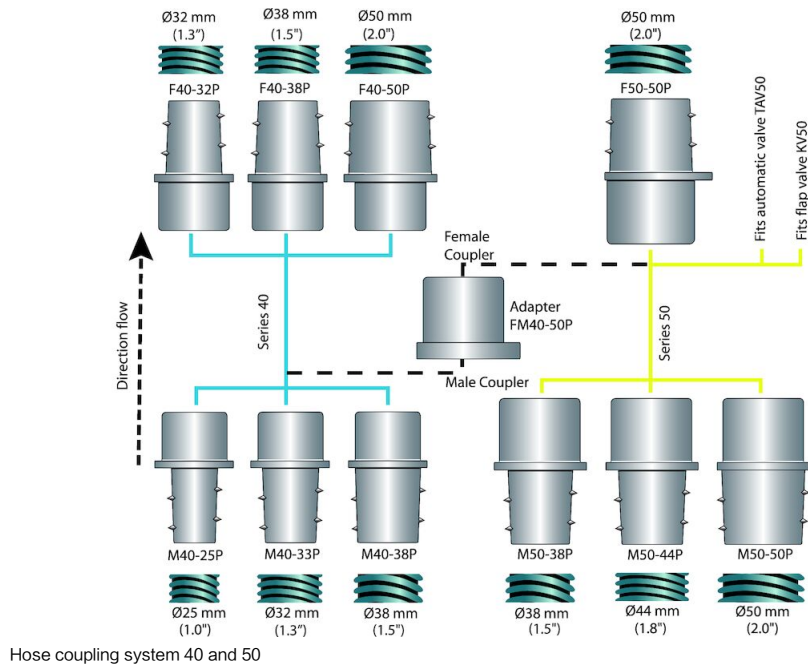 Ø32 mm
(1.3")
Ø38 mm
(1.5")
Ø50 mm
(2.0")
Ø50 mm
(2.0")
F40-32P
F40-38P
F40-50P
F50-50P
Fits automatic valve TAV50
Fits flap valve KV50
Direction flow
Series 40
Female
Coupler
Adapter
FM40-50P
Male Coupler
Series 50
M40-25P
M40-33P
M40-38P
M50-38P
M50-44P
M50-50P
Ø25 mm
(1.0")
Ø32 mm
(1.3")
Ø38 mm
(1.5")
Ø38 mm
(1.5")
Ø44 mm
(1.8")
Ø50 mm
(2.0")
Hose coupling system 40 and 50